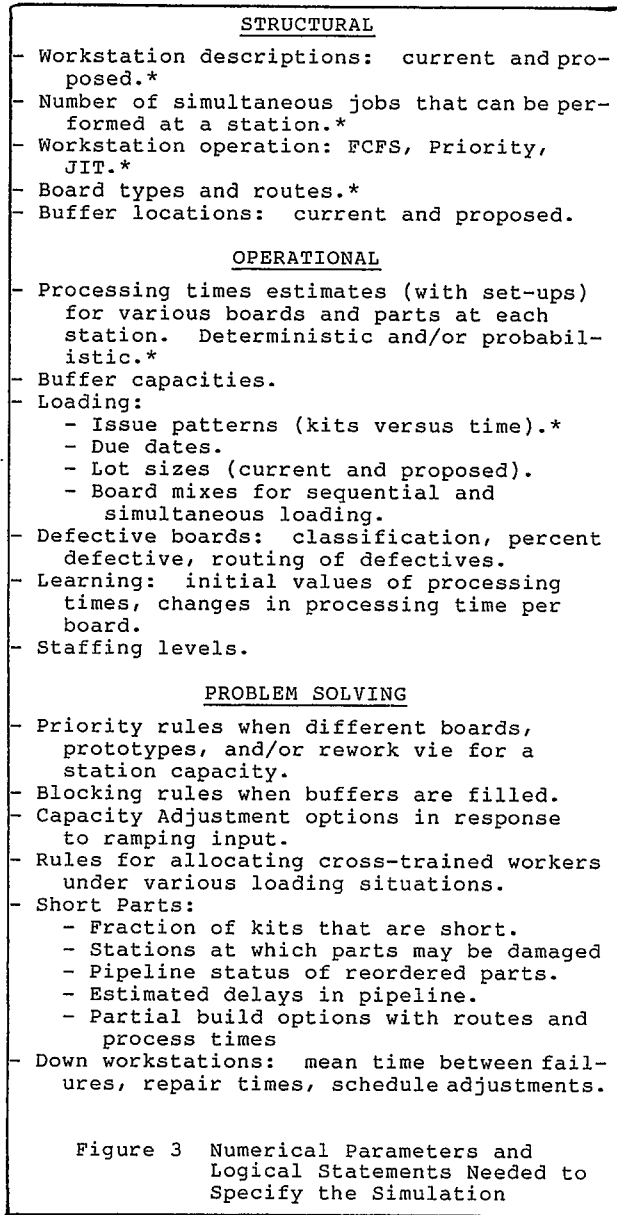 STRUCTURAL
- Workstation descriptions: current and pro-
posed.*
- Number of simultaneous jobs that can be per-
formed at a station.*
- Workstation operation: FCFS, Priority,
JIT.*
- Board types and routes.*
- Buffer locations: current and proposed.
OPERATIONAL
- Processing times estimates (with set-ups)
for various boards and parts at each
station. Deterministic and/or probabil-
istic.*
- Buffer capacities.
- Loading:
- Issue patterns (kits versus time).*
- Due dates.
- Lot sizes (current and proposed).
- Board mixes for sequential and
simultaneous loading.
- Defective boards: classification, percent
defective, routing of defectives.
- Learning: initial values of processing
times, changes in processing time per
board.
- Staffing levels.
PROBLEM SOLVING
- Priority rules when different boards,
prototypes, and/or rework vie for a
station capacity.
- Blocking rules when buffers are filled.
- Capacity Adjustment options in response
to ramping input.
- Rules for allocating cross-trained workers
under various loading situations.
- Short Parts:
- Fraction of kits that are short.
- Stations at which parts may be damaged
- Pipeline status of reordered parts.
- Estimated delays in pipeline.
- Partial build options with routes and
process times
- Down workstations: mean time between fail-
ures, repair times, schedule adjustments.
Figure 3 Numerical Parameters and
Logical Statements Needed to
Specify the Simulation